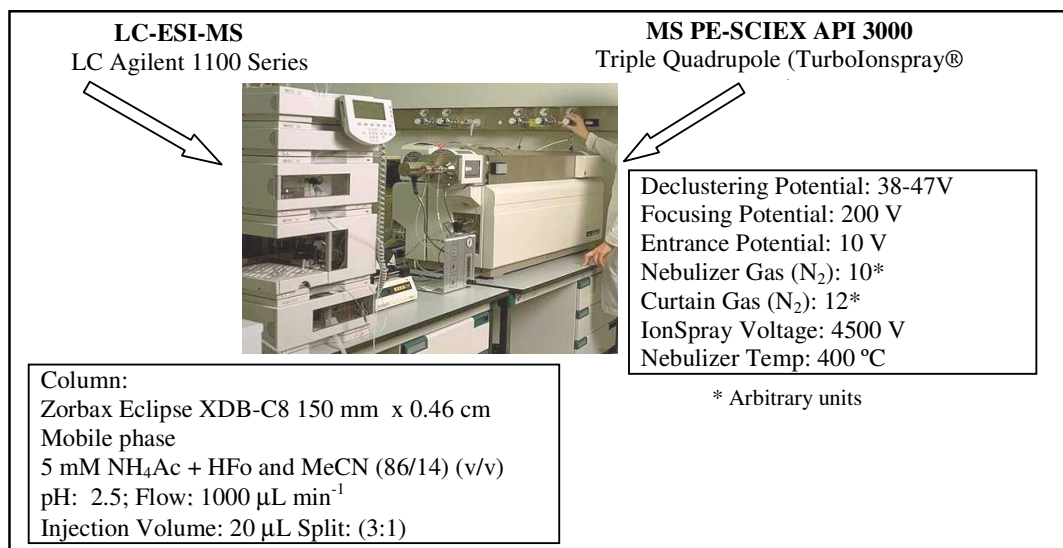 LC-ESI-MS
LC Agilent 1100 Series
MS PE-SCIEX API 3000
Triple Quadrupole (TurboIonspray®
Declustering Potential: 38-47V
Focusing Potential: 200 V
Entrance Potential: 10 V
Nebulizer Gas (N₂): 10*
Curtain Gas (N₂): 12*
IonSpray Voltage: 4500 V
Nebulizer Temp: 400 ºC
* Arbitrary units
Column:
Zorbax Eclipse XDB-C8 150 mm x 0.46 cm
Mobile phase
5 mM NH₄Ac + HFo and MeCN (86/14) (v/v)
pH: 2.5; Flow: 1000 µL min⁻¹
Injection Volume: 20 µL Split: (3:1)